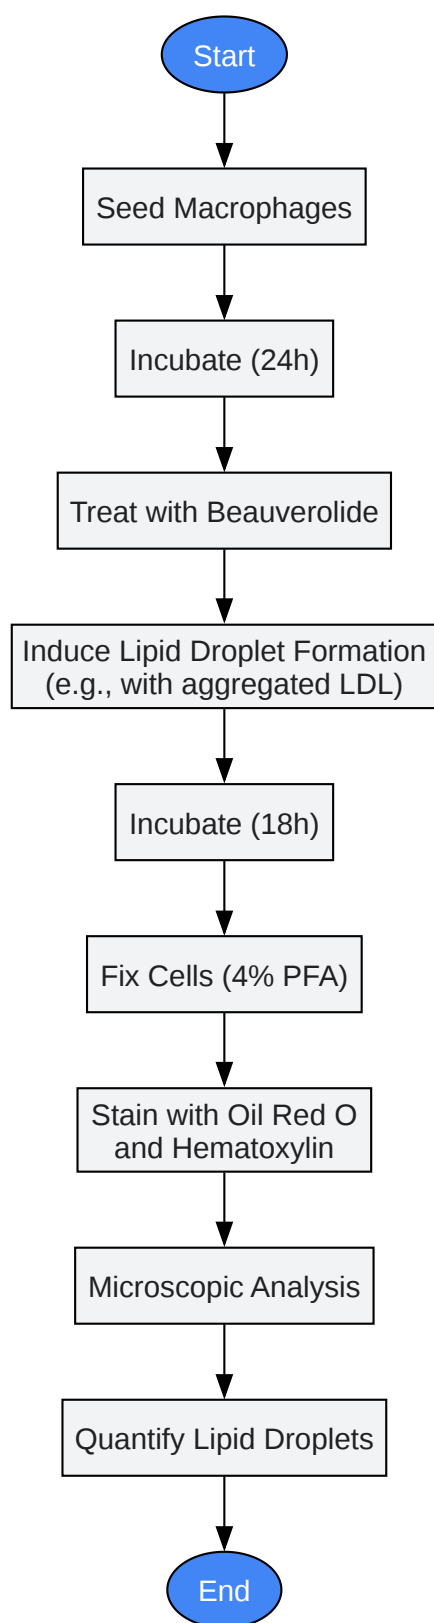 Start
Seed Macrophages
Incubate (24h)
Treat with Beauverolide
Induce Lipid Droplet Formation
(e.g., with aggregated LDL)
Incubate (18h)
Fix Cells (4% PFA)
Stain with Oil Red O
and Hematoxylin
Microscopic Analysis
Quantify Lipid Droplets
End